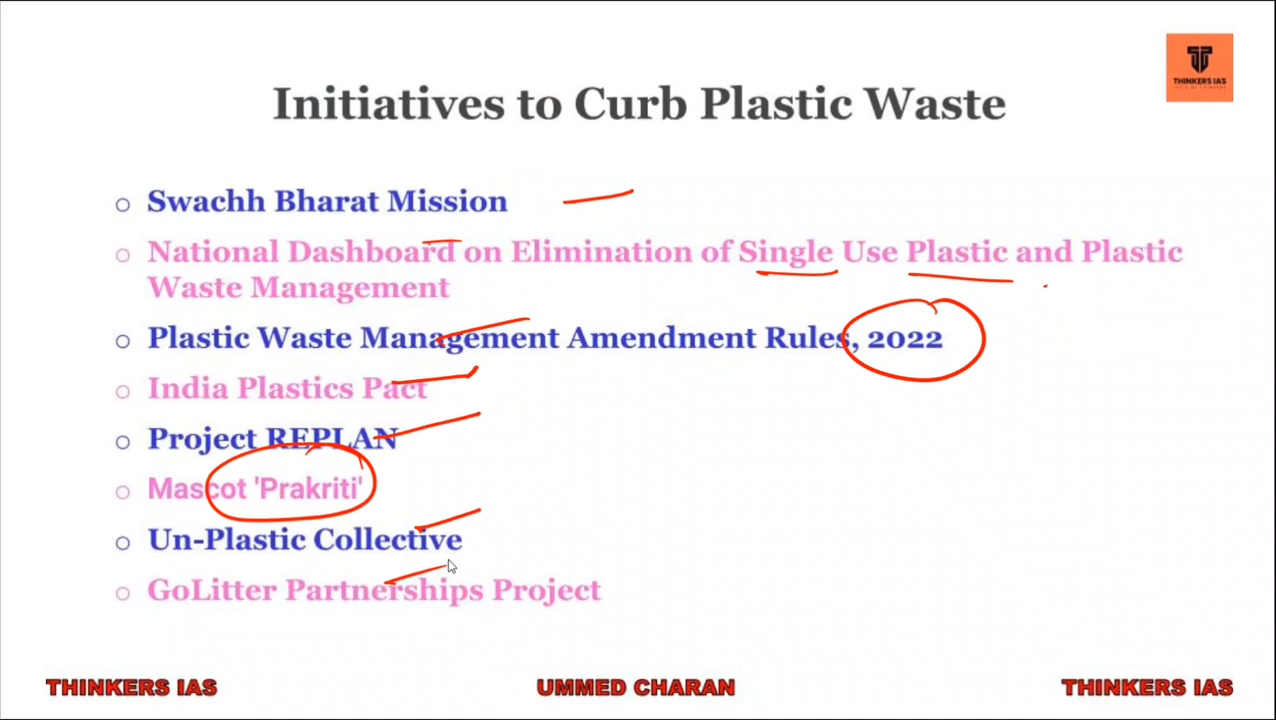 THINKERS IAS
Initiatives to Curb Plastic Waste
Swachh Bharat Mission
National Dashboard on Elimination of Single Use Plastic and Plastic
Waste Management
Plastic Waste Management Amendment Rules, 2022
India Plastics Pact
Project REPLAN
Mascot 'Prakriti'
Un-Plastic Collective
GoLitter Partnerships Project
THINKERS IAS
UMMED CHARAN
THINKERS IAS